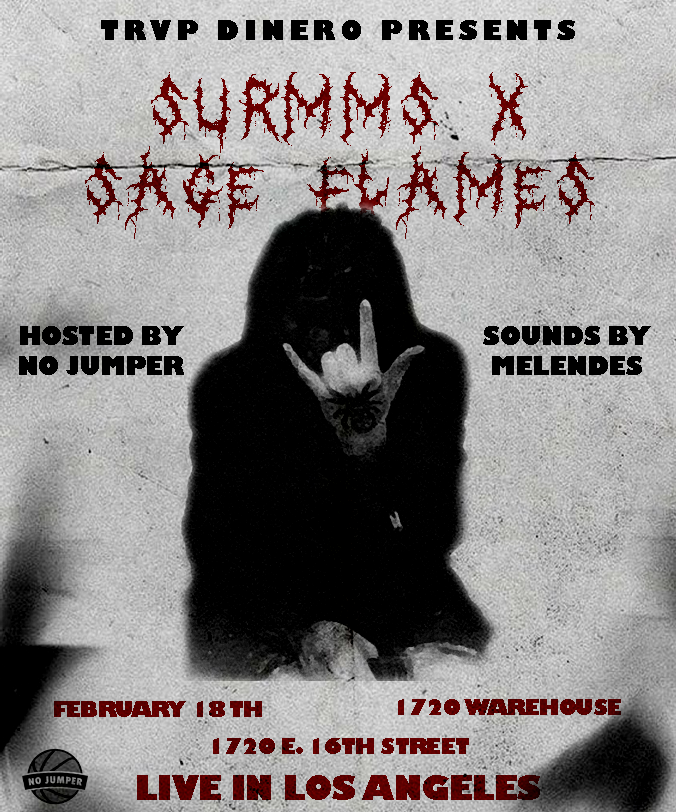 TRVP DINERO PRESENTS
SURMMS X
SAGE FLAMES
HOSTED BY
NO JUMPER
SOUNDS BY
MELENDES
FEBRUARY 18TH
1720 WAREHOUSE
1720 E. 16TH STREET
LIVE IN LOS ANGELES
NO JUMPER